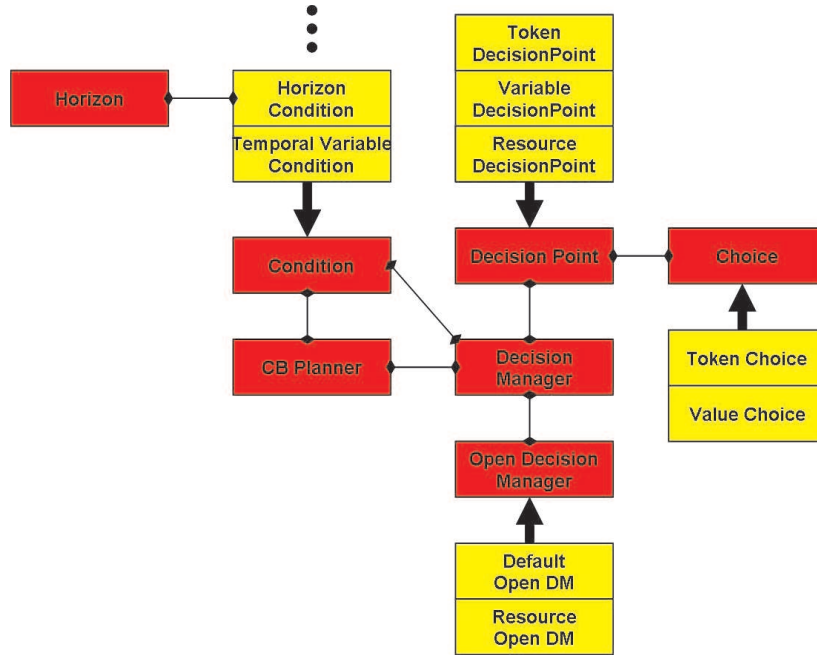 Token
DecisionPoint
Horizon
Horizon
Condition
Variable
DecisionPoint
Temporal Variable
Condition
Resource
DecisionPoint
Condition
Decision Point
Choice
CB Planner
Decision
Manager
Token Choice
Value Choice
Open Decision
Manager
Default
Open DM
Resource
Open DM